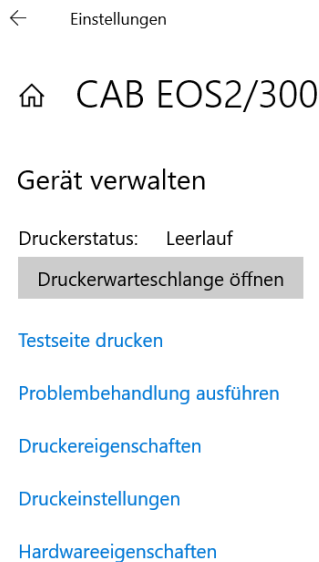 Einstellungen
CAB EOS2/300
Gerät verwalten
Druckerstatus: Leerlauf
Druckerwarteschlange öffnen
Testseite drucken
Problembehandlung ausführen
Druckereigenschaften
Druckeinstellungen
Hardwareeigenschaften